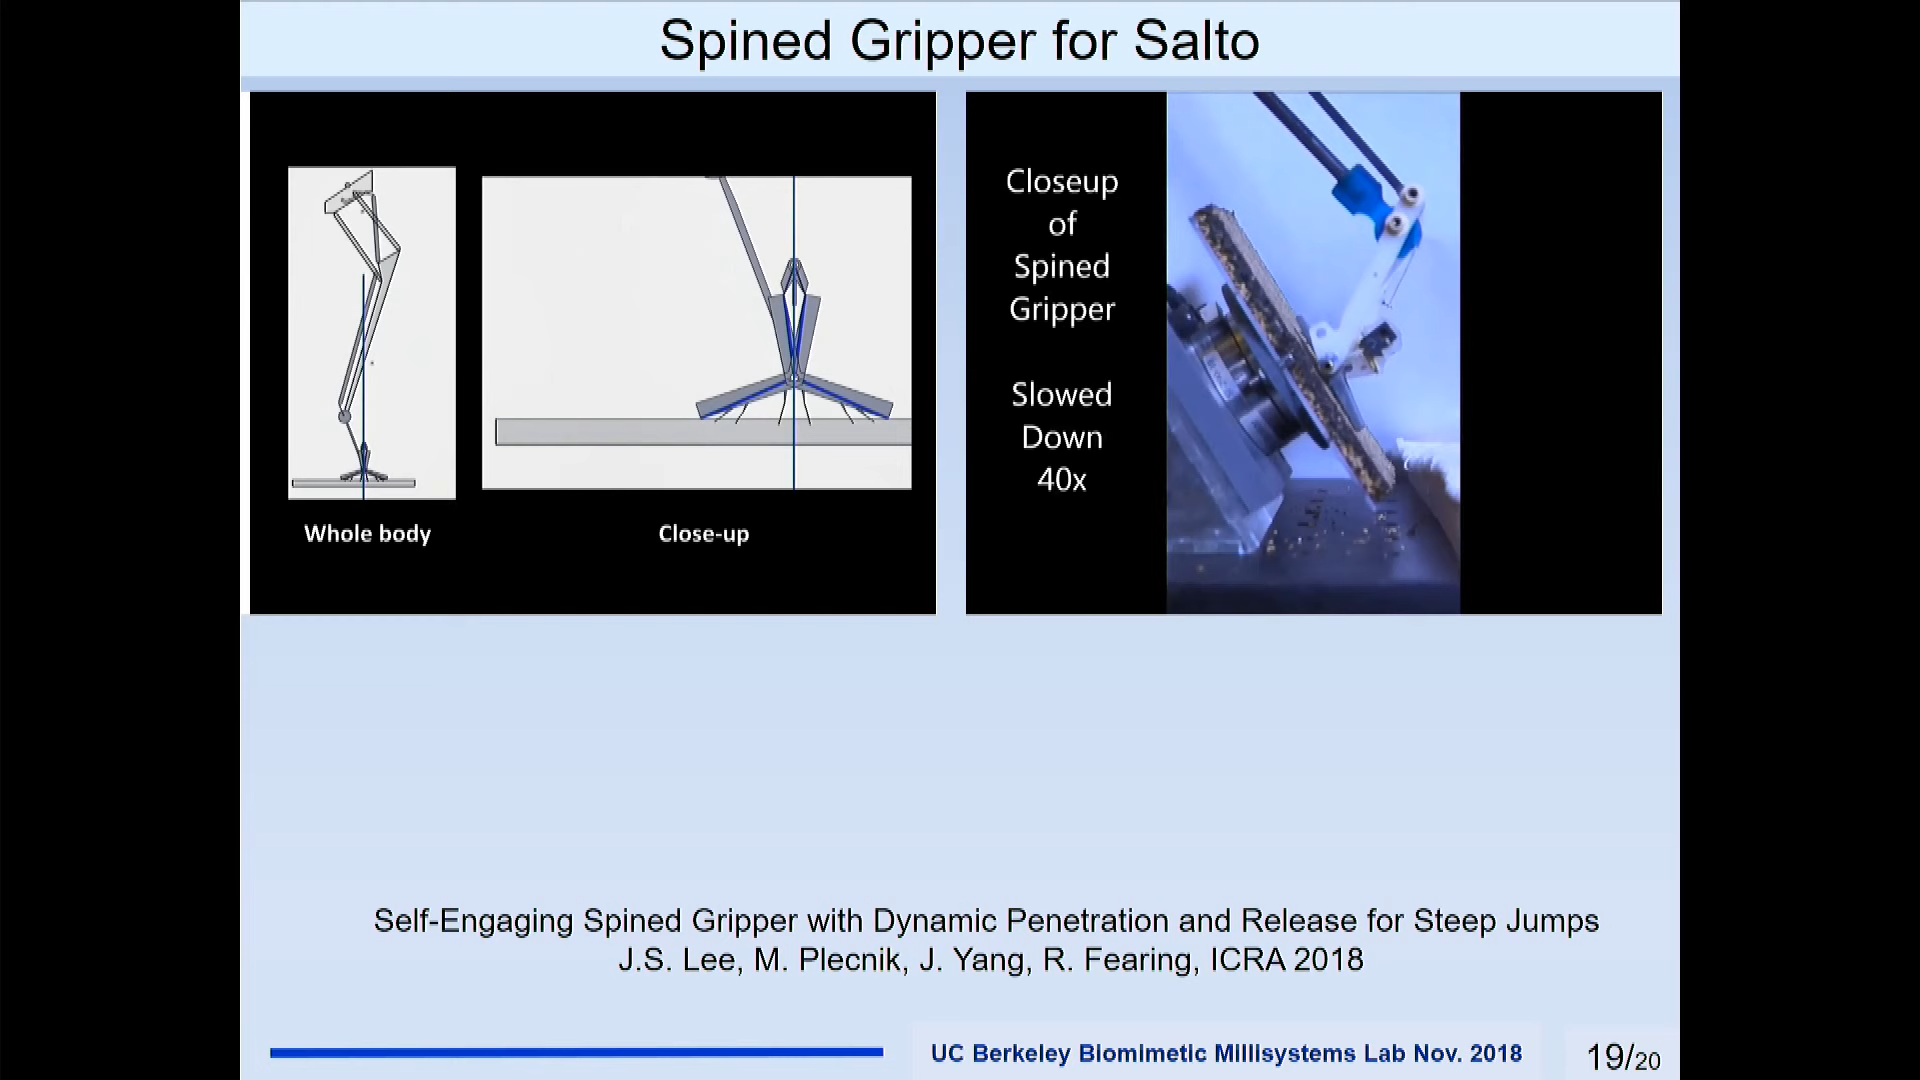 Spined Gripper for Salto
Whole body
Close-up
Closeup
of
Spined
Gripper
Slowed
Down
40x
Self-Engaging Spined Gripper with Dynamic Penetration and Release for Steep Jumps
J.S. Lee, M. Plecnik, J. Yang, R. Fearing, ICRA 2018
UC Berkeley Biomimetic Millisystems Lab Nov. 2018
19/20